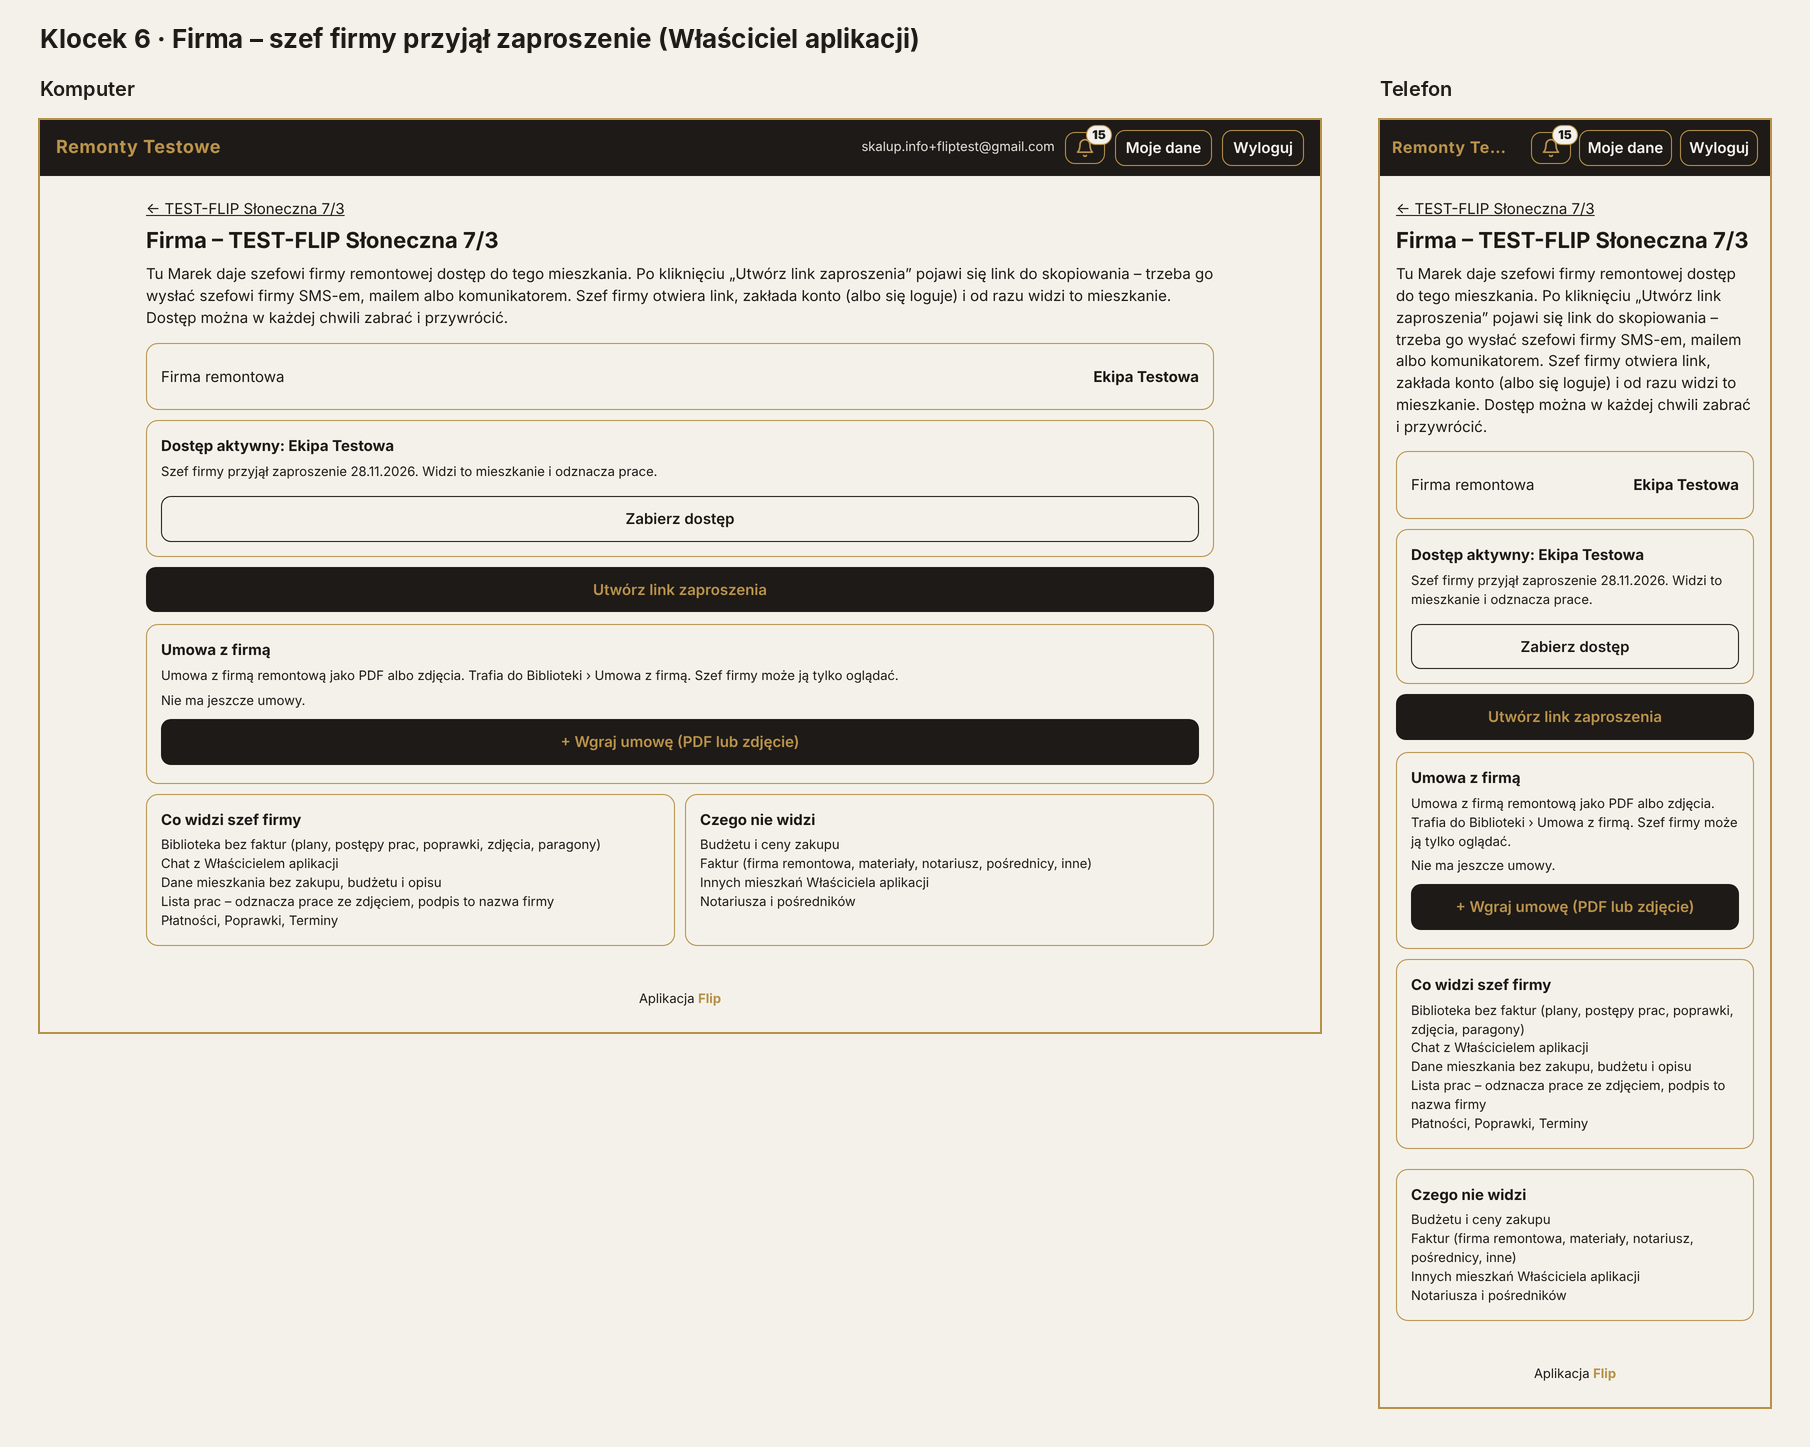 Klocek 6 · Firma – szef firmy przyjął zaproszenie (Właściciel aplikacji)
Komputer
Remonty Testowe
skalup.info+fliptest@gmail.com
15
Moje dane
Wyloguj
← TEST-FLIP Słoneczna 7/3
Firma – TEST-FLIP Słoneczna 7/3
Tu Marek daje szefowi firmy remontowej dostęp do tego mieszkania. Po kliknięciu „Utwórz link zaproszenia” pojawi się link do skopiowania – trzeba go
wysłać szefowi firmy SMS-em, mailem albo komunikatorem. Szef firmy otwiera link, zakłada konto (albo się loguje) i od razu widzi to mieszkanie.
Dostęp można w każdej chwili zabrać i przywrócić.
Firma remontowa
Ekipa Testowa
Dostęp aktywny: Ekipa Testowa
Szef firmy przyjął zaproszenie 28.11.2026. Widzi to mieszkanie i odznacza prace.
Zabierz dostęp
Utwórz link zaproszenia
Umowa z firmą
Umowa z firmą remontową jako PDF albo zdjęcia. Trafia do Biblioteki › Umowa z firmą. Szef firmy może ją tylko oglądać.
Nie ma jeszcze umowy.
+ Wgraj umowę (PDF lub zdjęcie)
Co widzi szef firmy
Biblioteka bez faktur (plany, postępy prac, poprawki, zdjęcia, paragony)
Chat z Właścicielem aplikacji
Dane mieszkania bez zakupu, budżetu i opisu
Lista prac – odznacza prace ze zdjęciem, podpis to nazwa firmy
Płatności, Poprawki, Terminy
Czego nie widzi
Budżetu i ceny zakupu
Faktur (firma remontowa, materiały, notariusz, pośrednicy, inne)
Innych mieszkań Właściciela aplikacji
Notariusza i pośredników
Aplikacja Flip
Telefon
Remonty Te...
15
Moje dane
Wyloguj
← TEST-FLIP Słoneczna 7/3
Firma – TEST-FLIP Słoneczna 7/3
Tu Marek daje szefowi firmy remontowej dostęp
do tego mieszkania. Po kliknięciu „Utwórz link
zaproszenia” pojawi się link do skopiowania –
trzeba go wysłać szefowi firmy SMS-em, mailem
albo komunikatorem. Szef firmy otwiera link,
zakłada konto (albo się loguje) i od razu widzi to
mieszkanie. Dostęp można w każdej chwili zabrać
i przywrócić.
Firma remontowa
Ekipa Testowa
Dostęp aktywny: Ekipa Testowa
Szef firmy przyjął zaproszenie 28.11.2026. Widzi to
mieszkanie i odznacza prace.
Zabierz dostęp
Utwórz link zaproszenia
Umowa z firmą
Umowa z firmą remontową jako PDF albo zdjęcia.
Trafia do Biblioteki › Umowa z firmą. Szef firmy może
ją tylko oglądać.
Nie ma jeszcze umowy.
+ Wgraj umowę (PDF lub zdjęcie)
Co widzi szef firmy
Biblioteka bez faktur (plany, postępy prac, poprawki,
zdjęcia, paragony)
Chat z Właścicielem aplikacji
Dane mieszkania bez zakupu, budżetu i opisu
Lista prac – odznacza prace ze zdjęciem, podpis to
nazwa firmy
Płatności, Poprawki, Terminy
Czego nie widzi
Budżetu i ceny zakupu
Faktur (firma remontowa, materiały, notariusz,
pośrednicy, inne)
Innych mieszkań Właściciela aplikacji
Notariusza i pośredników
Aplikacja Flip